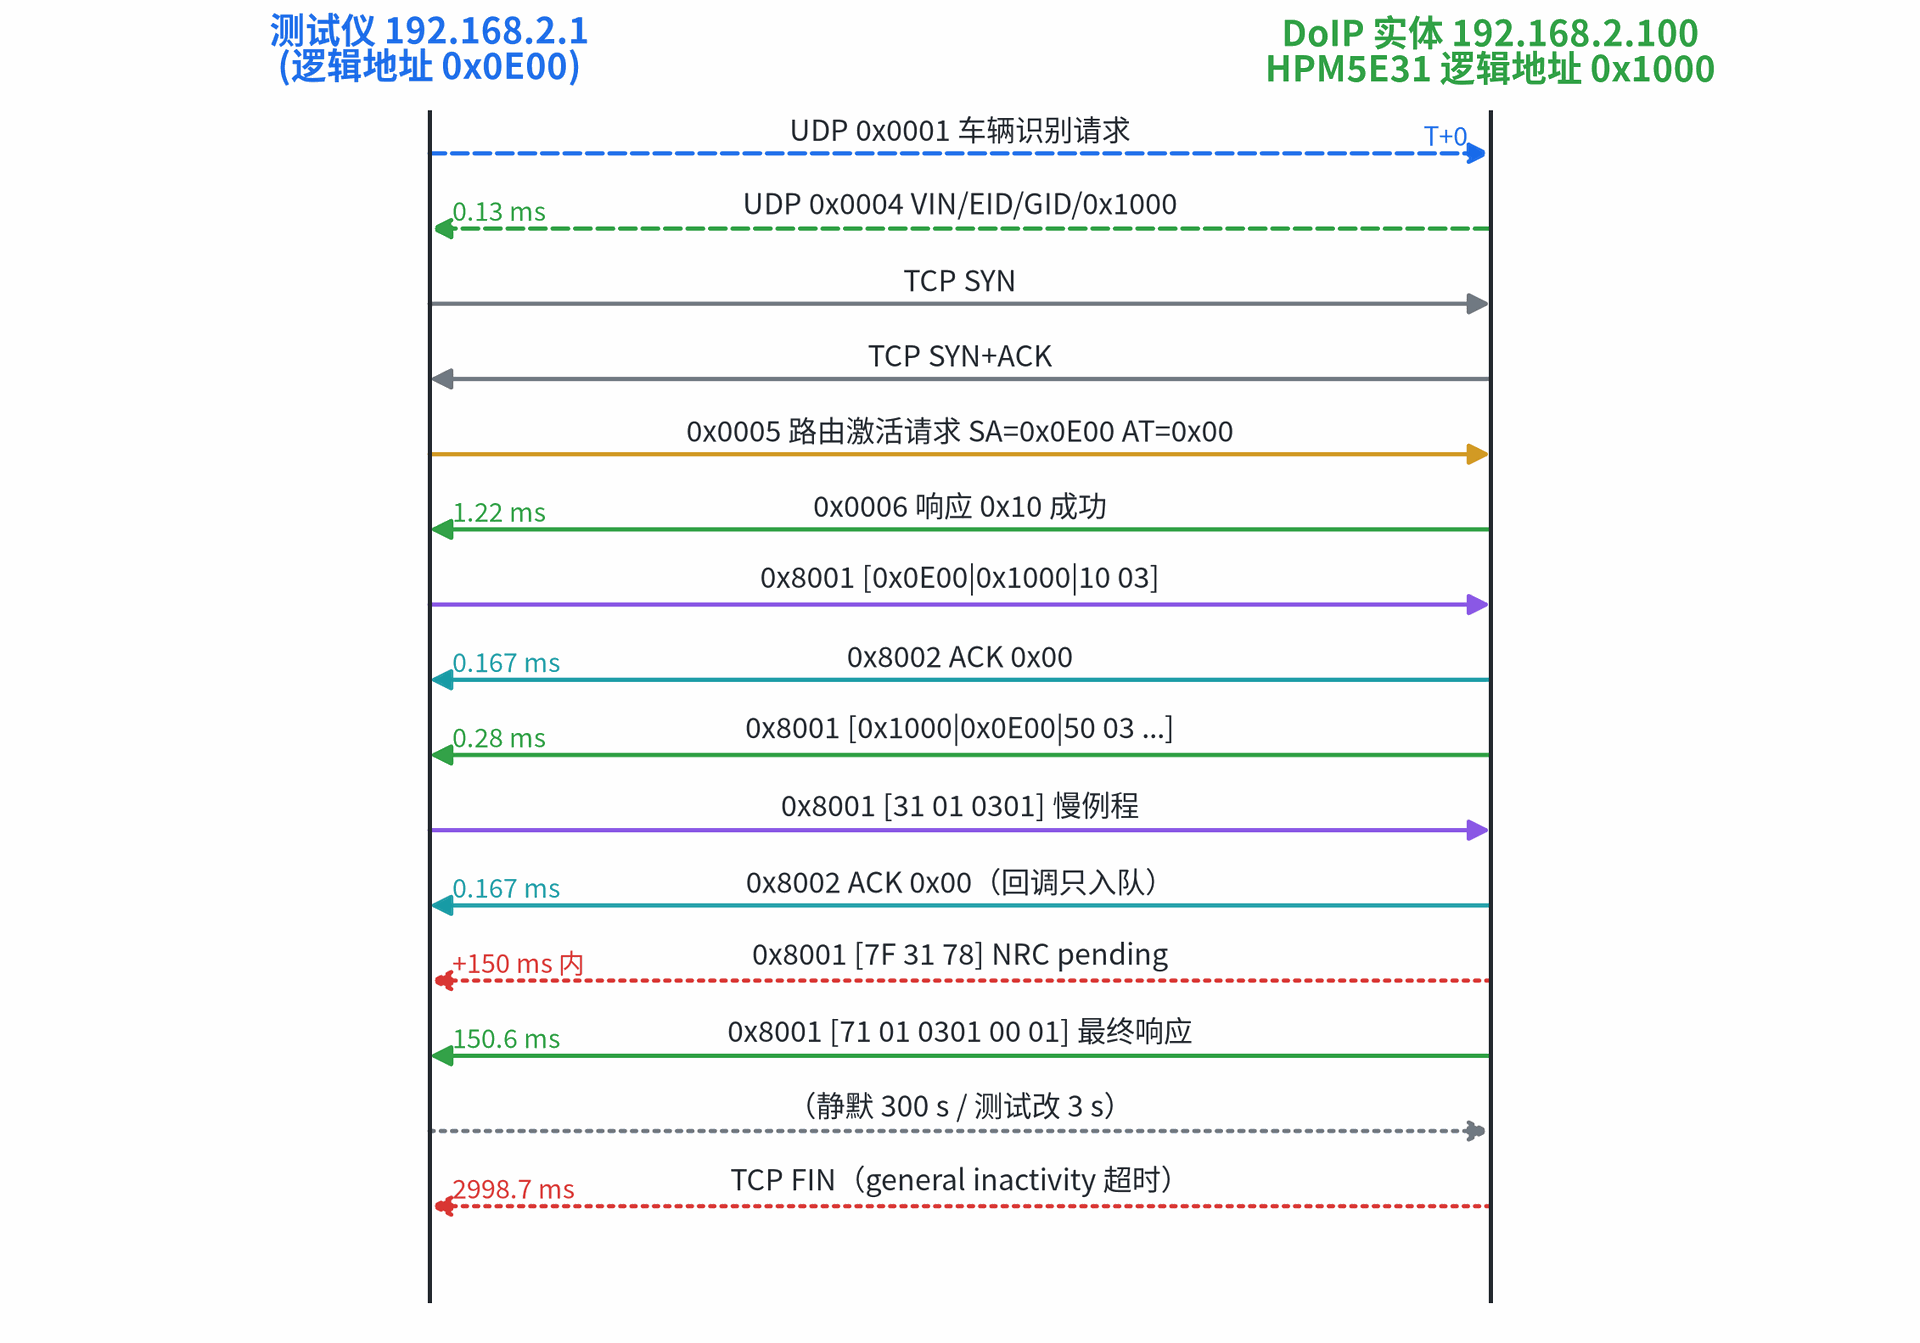 测试仪 192.168.2.1
(逻辑地址 0x0E00)
DoIP 实体 192.168.2.100
HPM5E31 逻辑地址 0x1000
UDP 0x0001 车辆识别请求
T+0
UDP 0x0004 VIN/EID/GID/0x1000
0.13 ms
TCP SYN
TCP SYN+ACK
0x0005 路由激活请求 SA=0x0E00 AT=0x00
0x0006 响应 0x10 成功
1.22 ms
0x8001 [0x0E00|0x1000|10 03]
0x8002 ACK 0x00
0.167 ms
0x8001 [0x1000|0x0E00|50 03 ...]
0.28 ms
0x8001 [31 01 0301] 慢例程
0x8002 ACK 0x00（回调只入队）
0.167 ms
0x8001 [7F 31 78] NRC pending
+150 ms 内
0x8001 [71 01 0301 00 01] 最终响应
150.6 ms
（静默 300 s / 测试改 3 s）
TCP FIN（general inactivity 超时）
2998.7 ms